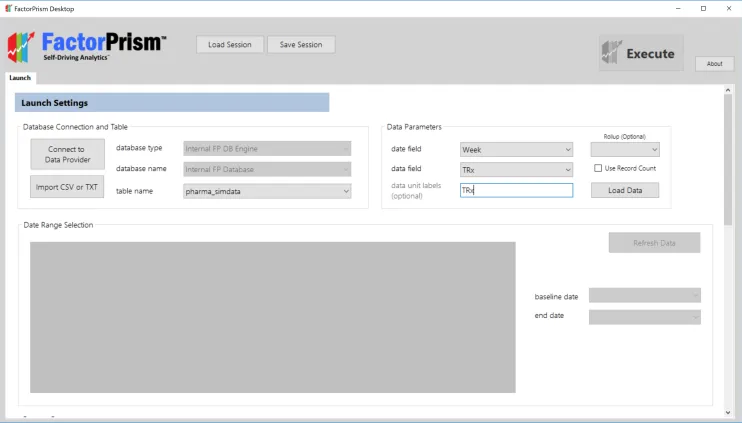 FactorPrism Desktop
FactorPrism™
Self-Driving Analytics™
Load Session
Save Session
Execute
About
Launch
Launch Settings
Database Connection and Table
Connect to
Data Provider
Import CSV or TXT
database type
Internal FP DB Engine
database name
Internal FP Database
table name
pharma_simdata
Data Parameters
date field
Week
data field
TRx
data unit labels
(optional)
TRx
Rollup (Optional)
Use Record Count
Load Data
Date Range Selection
Refresh Data
baseline date
end date